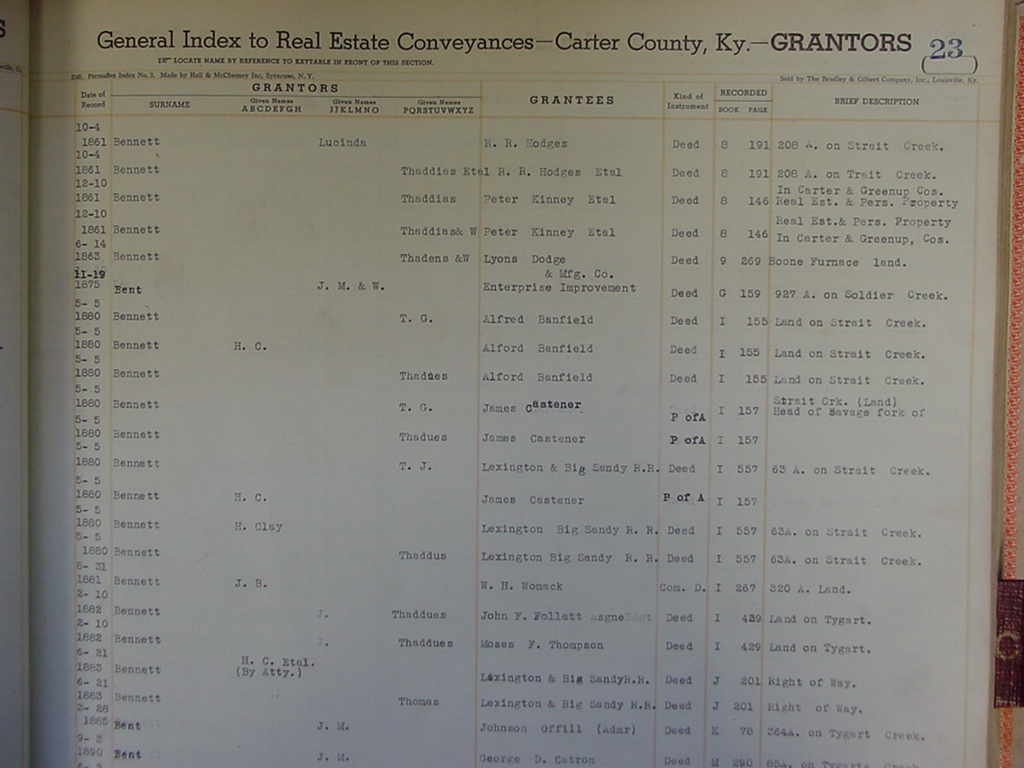 General Index to Real Estate Conveyances—Carter County, Ky.—GRANTORS 23
LOCATE NAME BY REFERENCE TO KEYTABLE IN FRONT OF THIS SECTION.
Permaflex Index No. 3. Made by Hall & McChesney Inc. Syracuse, N. Y. Sold by The Bradley & Gilbert Company, Inc., Louisville, Ky.
Date of Record GRANTORS GRANTEES Kind of Instrument RECORDED BRIEF DESCRIPTION
SURNAME Given Names ABCDEFGH Given Names IJKLMNO Given Names PQRSTUVWXYZ BOOK PAGE
10-4
1861 Bennett Lucinda R. R. Hodges Deed 8 191 208 A. on Strait Creek.
10-4
1861 Bennett Thaddias Etal R. R. Hodges Etal Deed 8 191 208 A. on Trait Creek.
12-10 In Carter & Greenup Cos.
1861 Bennett Thaddias Peter Kinney Etal Deed 8 146 Real Est. & Pers. Property
12-10 Real Est.& Pers. Property
1861 Bennett Thaddias& W Peter Kinney Etal Deed 8 146 In Carter & Greenup, Cos.
6- 14
1863 Bennett Thadens &W Lyons Dodge Deed 9 269 Boone Furnace land.
11-19 & Mfg. Co.
1875 Bent J. M. & W. Enterprise Improvement Deed G 159 927 A. on Soldier Creek.
5- 5
1880 Bennett T. G. Alfred Banfield Deed I 155 Land on Strait Creek.
5- 5
1880 Bennett H. C. Alford Banfield Deed I 155 Land on Strait Creek.
5- 5
1880 Bennett Thadues Alford Banfield Deed I 155 Land on Strait Creek.
5- 5 Strait Crk. (Land)
1880 Bennett T. G. James Castener P ofA I 157 Head of Savage fork of
5- 5
1880 Bennett Thadues James Castener P ofA I 157
5- 5
1880 Bennett T. J. Lexington & Big Sandy R.R. Deed I 557 63 A. on Strait Creek.
5- 5
1880 Bennett H. C. James Castener P of A I 157
5- 5
1880 Bennett H. Clay Lexington Big Sandy R. R. Deed I 557 63A. on Strait Creek.
5- 5
1880 Bennett Thaddus Lexington Big Sandy R. R. Deed I 557 63A. on Strait Creek.
8- 31
1881 Bennett J. B. W. H. Womack Com. D. I 267 320 A. Land.
2- 10
1882 Bennett J. Thaddues John F. Follett Asgne Deed I 429 Land on Tygart.
2- 10
1882 Bennett J. Thaddues Moses F. Thompson Deed I 429 Land on Tygart.
6- 21 H. C. Etal.
1883 Bennett (By Atty.) Lexington & Big SandyR.R. Deed J 201 Right of Way.
6- 21
1883 Bennett Thomas Lexington & Big Sandy R.R. Deed J 201 Right of Way.
3- 28
1885 Bent J. M. Johnson Offill (Admr) Deed K 78 364A. on Tygart Creek.
9- 3
1890 Bent J. M. George D. Catron Deed M 290 on Tygarts Creek.